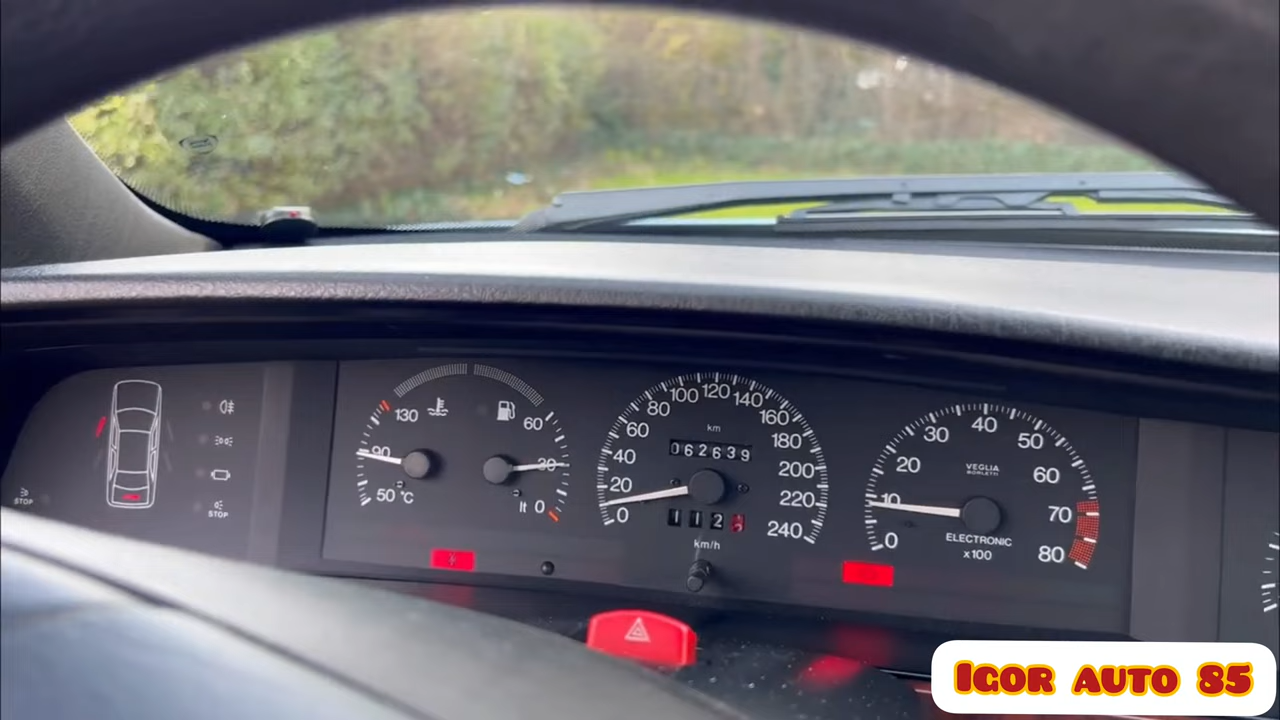 STOP
STOP
130
90
50 °C
60
30
lt 0
0
20
40
60
80
100
120
140
160
180
200
220
240
km
062639
112
km/h
0
10
20
30
40
50
60
70
80
VEGLIA
BORLETTI
ELECTRONIC
x100
IGOR AUTO 85